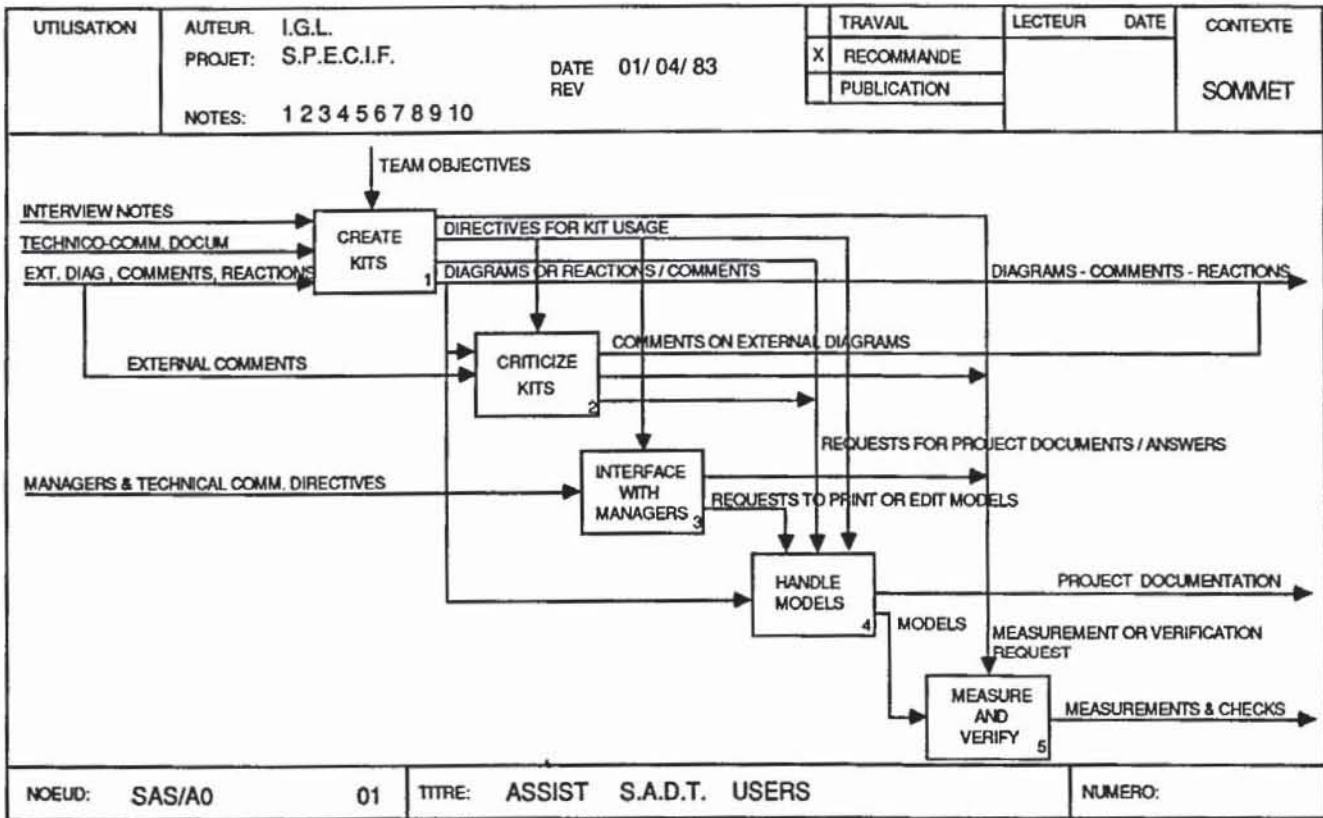 UTILISATION
AUTEUR. I.G.L.
PROJET: S.P.E.C.I.F.
DATE 01/ 04/ 83
REV
NOTES: 1 2 3 4 5 6 7 8 9 10
TRAVAIL
X RECOMMANDE
PUBLICATION
LECTEUR DATE
CONTEXTE
SOMMET
TEAM OBJECTIVES
INTERVIEW NOTES
TECHNICO-COMM. DOCUM
EXT. DIAG , COMMENTS, REACTIONS
CREATE
KITS
1
DIRECTIVES FOR KIT USAGE
DIAGRAMS OR REACTIONS / COMMENTS
DIAGRAMS - COMMENTS - REACTIONS
EXTERNAL COMMENTS
CRITICIZE
KITS
2
COMMENTS ON EXTERNAL DIAGRAMS
REQUESTS FOR PROJECT DOCUMENTS / ANSWERS
MANAGERS & TECHNICAL COMM. DIRECTIVES
INTERFACE
WITH
MANAGERS
3
REQUESTS TO PRINT OR EDIT MODELS
HANDLE
MODELS
4
PROJECT DOCUMENTATION
MODELS
MEASUREMENT OR VERIFICATION
REQUEST
MEASURE
AND
VERIFY
5
MEASUREMENTS & CHECKS
NOEUD: SAS/A0 01
TITRE: ASSIST S.A.D.T. USERS
NUMERO: